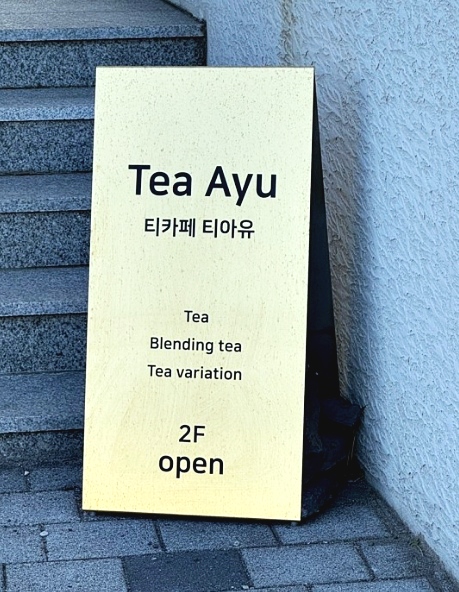 Tea Ayu
티카페 티아유
Tea
Blending tea
Tea variation
2F
open